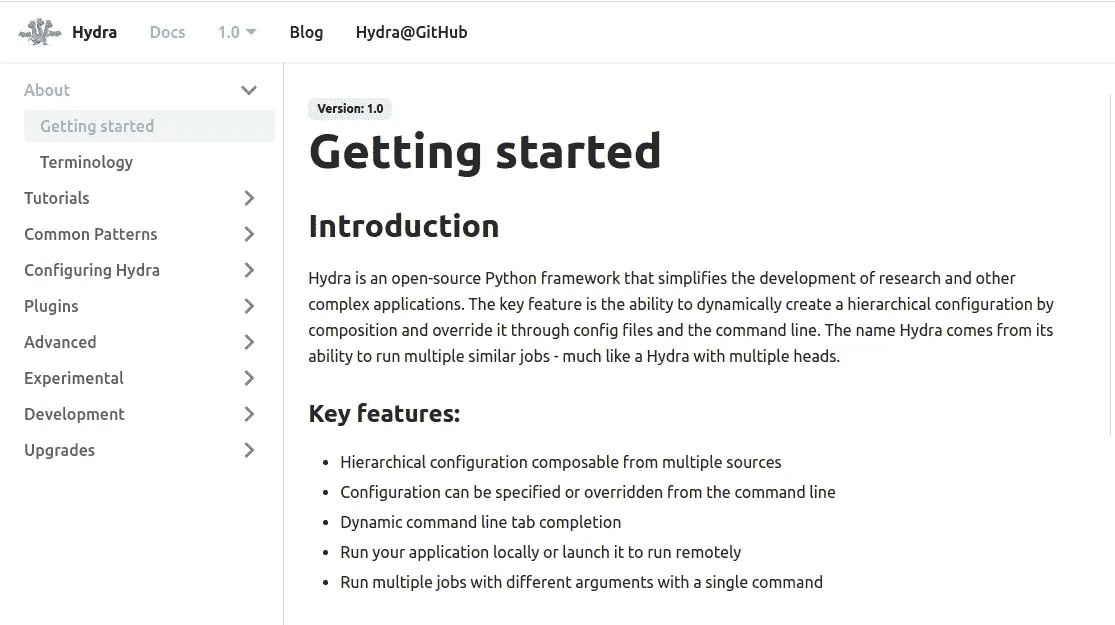 Hydra Docs 1.0 Blog Hydra@GitHub
About
Getting started
Terminology
Tutorials
Common Patterns
Configuring Hydra
Plugins
Advanced
Experimental
Development
Upgrades
Version: 1.0
Getting started
Introduction
Hydra is an open-source Python framework that simplifies the development of research and other
complex applications. The key feature is the ability to dynamically create a hierarchical configuration by
composition and override it through config files and the command line. The name Hydra comes from its
ability to run multiple similar jobs - much like a Hydra with multiple heads.
Key features:
• Hierarchical configuration composable from multiple sources
• Configuration can be specified or overridden from the command line
• Dynamic command line tab completion
• Run your application locally or launch it to run remotely
• Run multiple jobs with different arguments with a single command